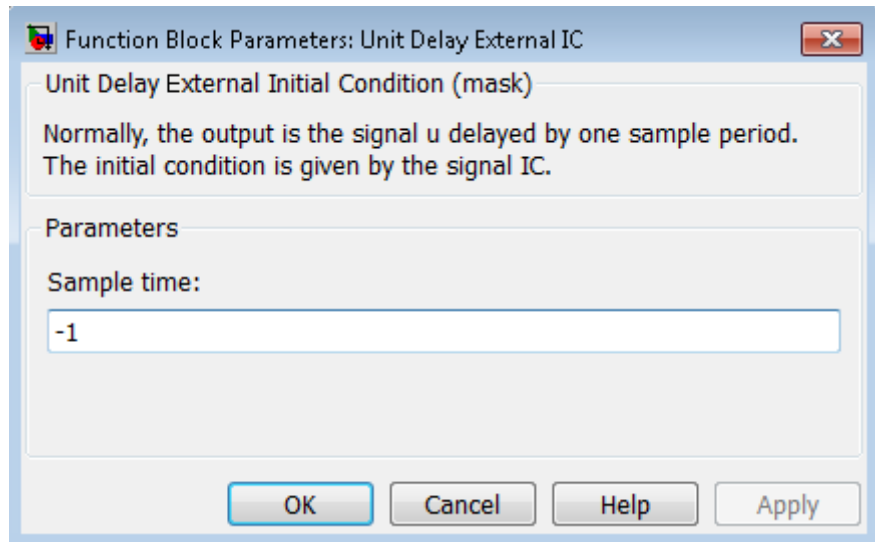 Function Block Parameters: Unit Delay External IC
Unit Delay External Initial Condition (mask)
Normally, the output is the signal u delayed by one sample period.
The initial condition is given by the signal IC.
Parameters
Sample time:
-1
OK Cancel Help Apply